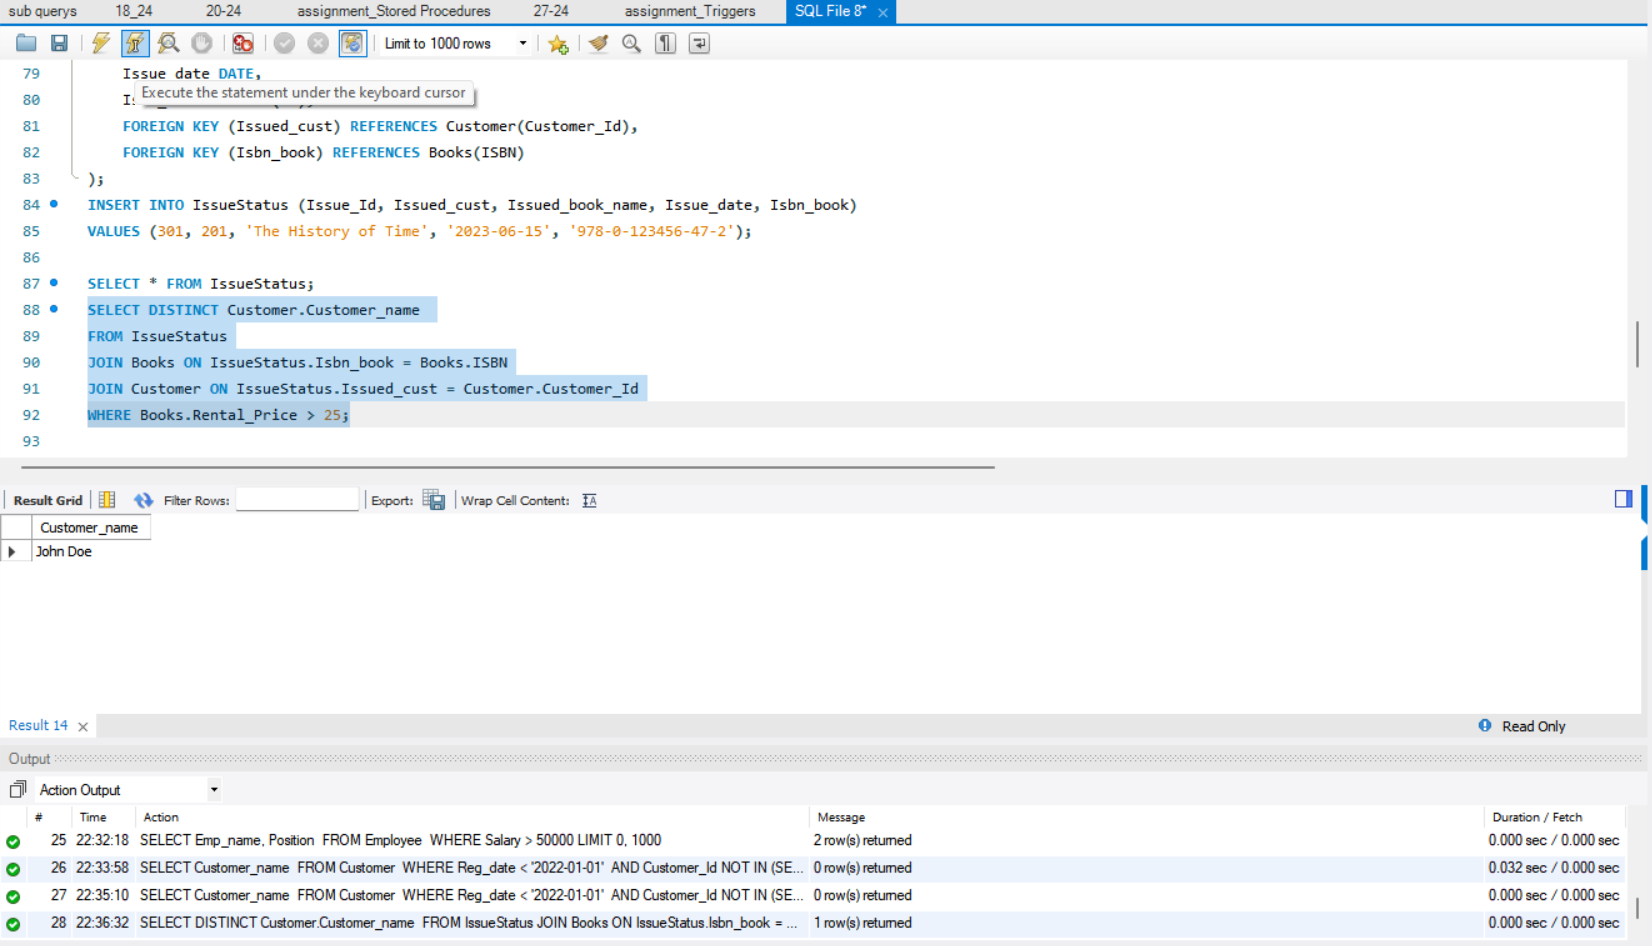 sub querys 18_24 20-24 assignment_Stored Procedures 27-24 assignment_Triggers SQL File 8*
Limit to 1000 rows
79 Issue date DATE,
Execute the statement under the keyboard cursor
80
81 FOREIGN KEY (Issued_cust) REFERENCES Customer(Customer_Id),
82 FOREIGN KEY (Isbn_book) REFERENCES Books(ISBN)
83 );
84 INSERT INTO IssueStatus (Issue_Id, Issued_cust, Issued_book_name, Issue_date, Isbn_book)
85 VALUES (301, 201, 'The History of Time', '2023-06-15', '978-0-123456-47-2');
86
87 SELECT * FROM IssueStatus;
88 SELECT DISTINCT Customer.Customer_name
89 FROM IssueStatus
90 JOIN Books ON IssueStatus.Isbn_book = Books.ISBN
91 JOIN Customer ON IssueStatus.Issued_cust = Customer.Customer_Id
92 WHERE Books.Rental_Price > 25;
93
Result Grid Filter Rows: Export: Wrap Cell Content:
Customer_name
John Doe
Result 14 Read Only
Output
Action Output
# Time Action Message Duration / Fetch
25 22:32:18 SELECT Emp_name, Position FROM Employee WHERE Salary > 50000 LIMIT 0, 1000 2 row(s) returned 0.000 sec / 0.000 sec
26 22:33:58 SELECT Customer_name FROM Customer WHERE Reg_date < '2022-01-01' AND Customer_Id NOT IN (SE... 0 row(s) returned 0.032 sec / 0.000 sec
27 22:35:10 SELECT Customer_name FROM Customer WHERE Reg_date < '2022-01-01' AND Customer_Id NOT IN (SE... 0 row(s) returned 0.000 sec / 0.000 sec
28 22:36:32 SELECT DISTINCT Customer.Customer_name FROM IssueStatus JOIN Books ON IssueStatus.Isbn_book = ... 1 row(s) returned 0.000 sec / 0.000 sec